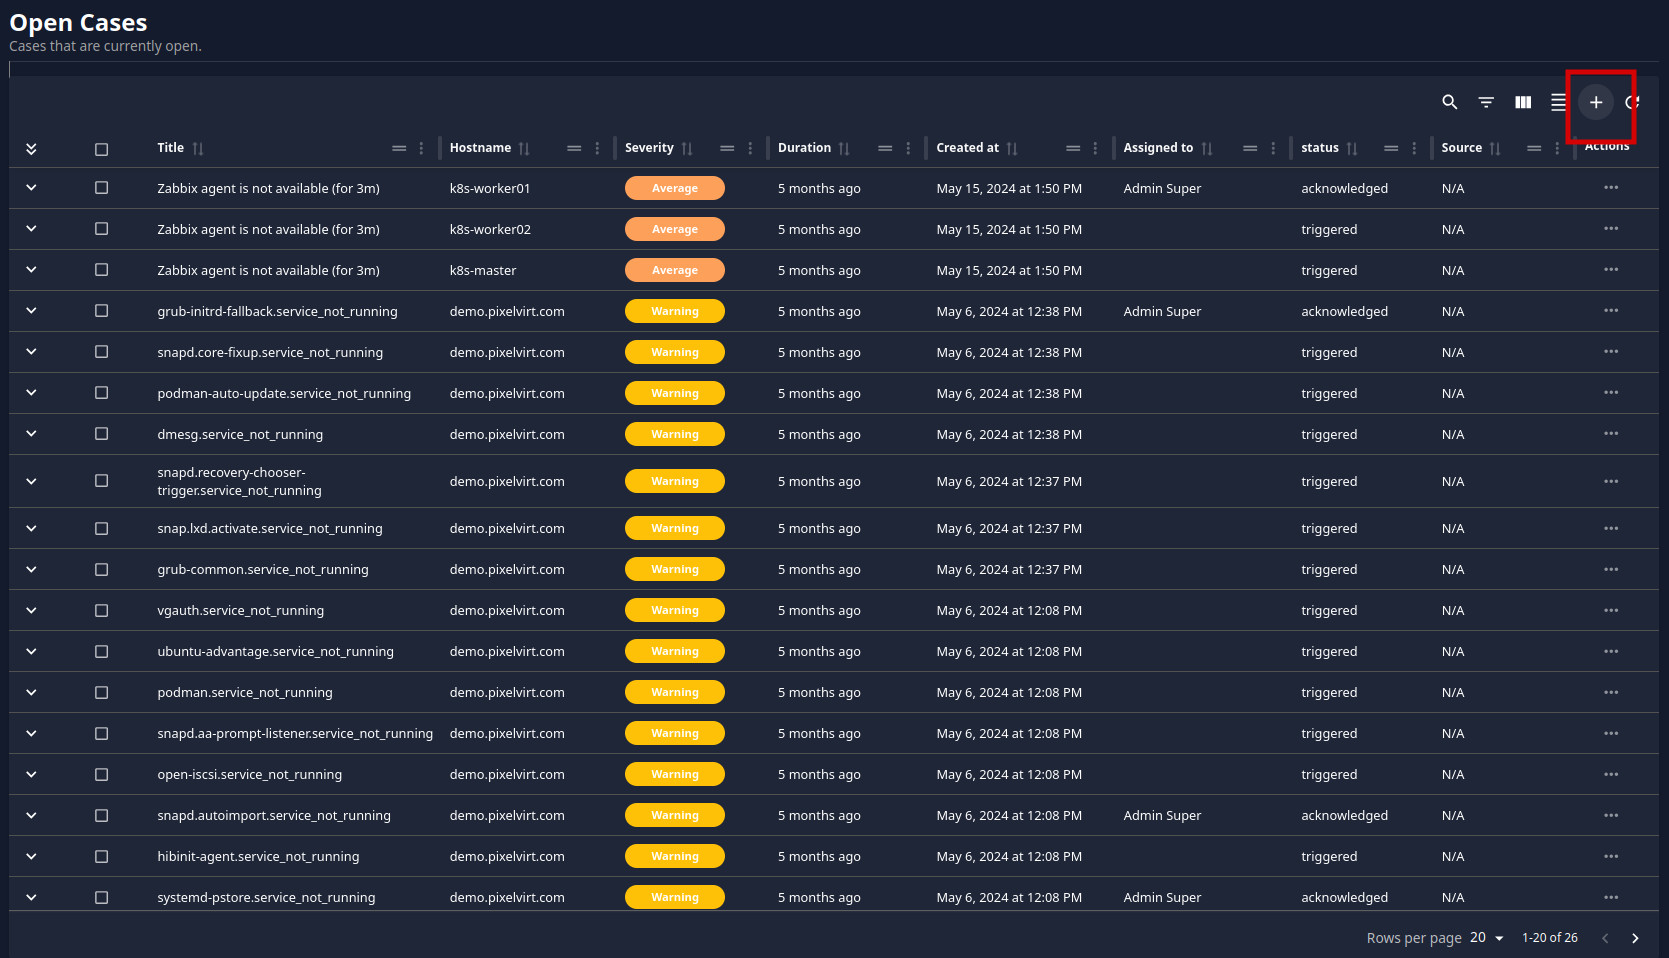 Open Cases
Cases that are currently open.
Title Hostname Severity Duration Created at Assigned to status Source Actions
Zabbix agent is not available (for 3m) k8s-worker01 Average 5 months ago May 15, 2024 at 1:50 PM Admin Super acknowledged N/A
Zabbix agent is not available (for 3m) k8s-worker02 Average 5 months ago May 15, 2024 at 1:50 PM triggered N/A
Zabbix agent is not available (for 3m) k8s-master Average 5 months ago May 15, 2024 at 1:50 PM triggered N/A
grub-initrd-fallback.service_not_running demo.pixelvirt.com Warning 5 months ago May 6, 2024 at 12:38 PM Admin Super acknowledged N/A
snapd.core-fixup.service_not_running demo.pixelvirt.com Warning 5 months ago May 6, 2024 at 12:38 PM triggered N/A
podman-auto-update.service_not_running demo.pixelvirt.com Warning 5 months ago May 6, 2024 at 12:38 PM triggered N/A
dmesg.service_not_running demo.pixelvirt.com Warning 5 months ago May 6, 2024 at 12:38 PM triggered N/A
snapd.recovery-chooser-
trigger.service_not_running demo.pixelvirt.com Warning 5 months ago May 6, 2024 at 12:37 PM triggered N/A
snap.lxd.activate.service_not_running demo.pixelvirt.com Warning 5 months ago May 6, 2024 at 12:37 PM triggered N/A
grub-common.service_not_running demo.pixelvirt.com Warning 5 months ago May 6, 2024 at 12:37 PM triggered N/A
vgauth.service_not_running demo.pixelvirt.com Warning 5 months ago May 6, 2024 at 12:08 PM triggered N/A
ubuntu-advantage.service_not_running demo.pixelvirt.com Warning 5 months ago May 6, 2024 at 12:08 PM triggered N/A
podman.service_not_running demo.pixelvirt.com Warning 5 months ago May 6, 2024 at 12:08 PM triggered N/A
snapd.aa-prompt-listener.service_not_running demo.pixelvirt.com Warning 5 months ago May 6, 2024 at 12:08 PM triggered N/A
open-iscsi.service_not_running demo.pixelvirt.com Warning 5 months ago May 6, 2024 at 12:08 PM triggered N/A
snapd.autoimport.service_not_running demo.pixelvirt.com Warning 5 months ago May 6, 2024 at 12:08 PM Admin Super acknowledged N/A
hibinit-agent.service_not_running demo.pixelvirt.com Warning 5 months ago May 6, 2024 at 12:08 PM triggered N/A
systemd-pstore.service_not_running demo.pixelvirt.com Warning 5 months ago May 6, 2024 at 12:08 PM Admin Super acknowledged N/A
Rows per page 20 1-20 of 26